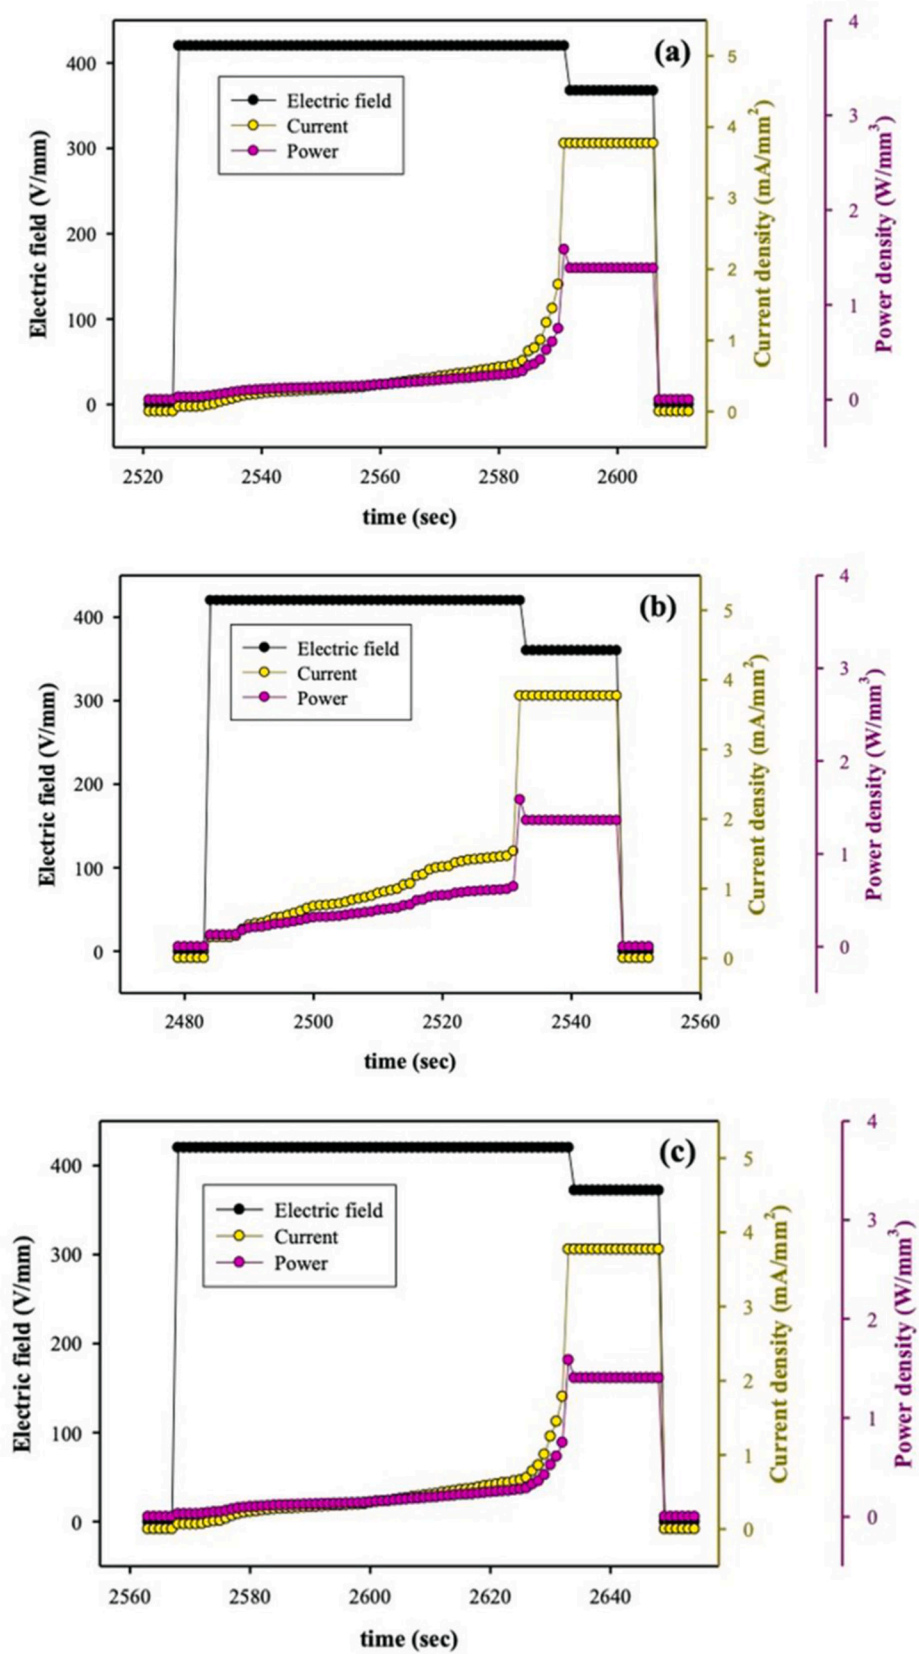 (a)
Electric field
Current
Power
400
300
200
100
0
Electric field (V/mm)
5
4
3
2
1
0
Current density (mA/mm²)
4
3
2
1
0
Power density (W/mm³)
2520 2540 2560 2580 2600
time (sec)
(b)
Electric field
Current
Power
400
300
200
100
0
Electric field (V/mm)
5
4
3
2
1
0
Current density (mA/mm²)
4
3
2
1
0
Power density (W/mm³)
2480 2500 2520 2540 2560
time (sec)
(c)
Electric field
Current
Power
400
300
200
100
0
Electric field (V/mm)
5
4
3
2
1
0
Current density (mA/mm²)
4
3
2
1
0
Power density (W/mm³)
2560 2580 2600 2620 2640
time (sec)